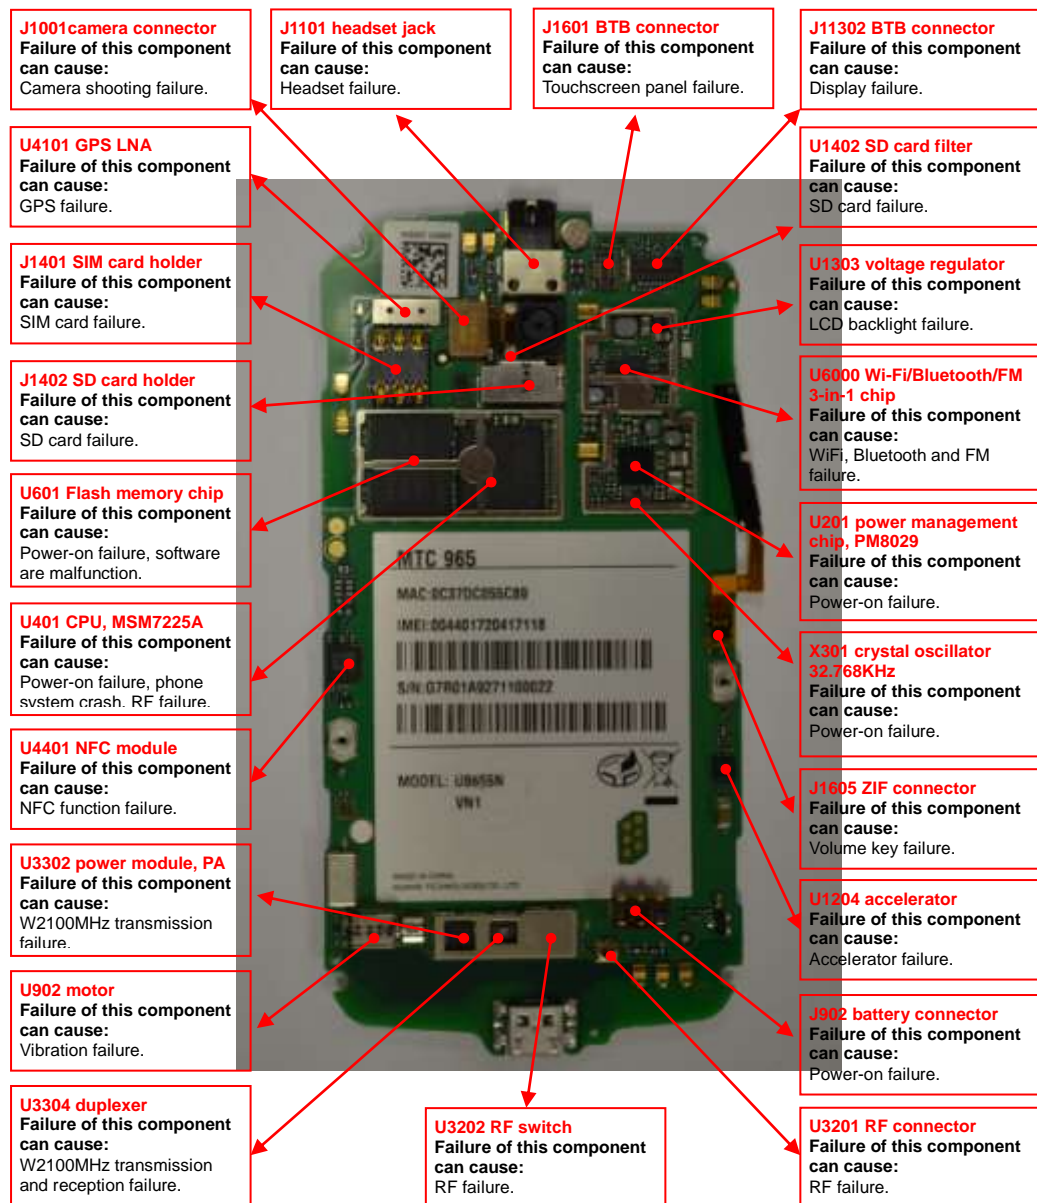 J1001camera connector
Failure of this component
can cause:
Camera shooting failure.
J1101 headset jack
Failure of this component
can cause:
Headset failure.
J1601 BTB connector
Failure of this component
can cause:
Touchscreen panel failure.
J11302 BTB connector
Failure of this component
can cause:
Display failure.
U4101 GPS LNA
Failure of this component
can cause:
GPS failure.
U1402 SD card filter
Failure of this component
can cause:
SD card failure.
J1401 SIM card holder
Failure of this component
can cause:
SIM card failure.
U1303 voltage regulator
Failure of this component
can cause:
LCD backlight failure.
J1402 SD card holder
Failure of this component
can cause:
SD card failure.
U6000 Wi-Fi/Bluetooth/FM
3-in-1 chip
Failure of this component
can cause:
WiFi, Bluetooth and FM
failure.
U601 Flash memory chip
Failure of this component
can cause:
Power-on failure, software
are malfunction.
U201 power management
chip, PM8029
Failure of this component
can cause:
Power-on failure.
U401 CPU, MSM7225A
Failure of this component
can cause:
Power-on failure, phone
system crash, RF failure.
X301 crystal oscillator
32.768KHz
Failure of this component
can cause:
Power-on failure.
U4401 NFC module
Failure of this component
can cause:
NFC function failure.
J1605 ZIF connector
Failure of this component
can cause:
Volume key failure.
U3302 power module, PA
Failure of this component
can cause:
W2100MHz transmission
failure.
U1204 accelerator
Failure of this component
can cause:
Accelerator failure.
U902 motor
Failure of this component
can cause:
Vibration failure.
J902 battery connector
Failure of this component
can cause:
Power-on failure.
U3304 duplexer
Failure of this component
can cause:
W2100MHz transmission
and reception failure.
U3202 RF switch
Failure of this component
can cause:
RF failure.
U3201 RF connector
Failure of this component
can cause:
RF failure.
MTC 965
MAC:0C37DC055C89
IMEI:004401720417118
S/N:G7R01A9271100022
MODEL: U8655N
VN1
MADE IN CHINA
HUAWEI TECHNOLOGIES CO., LTD.